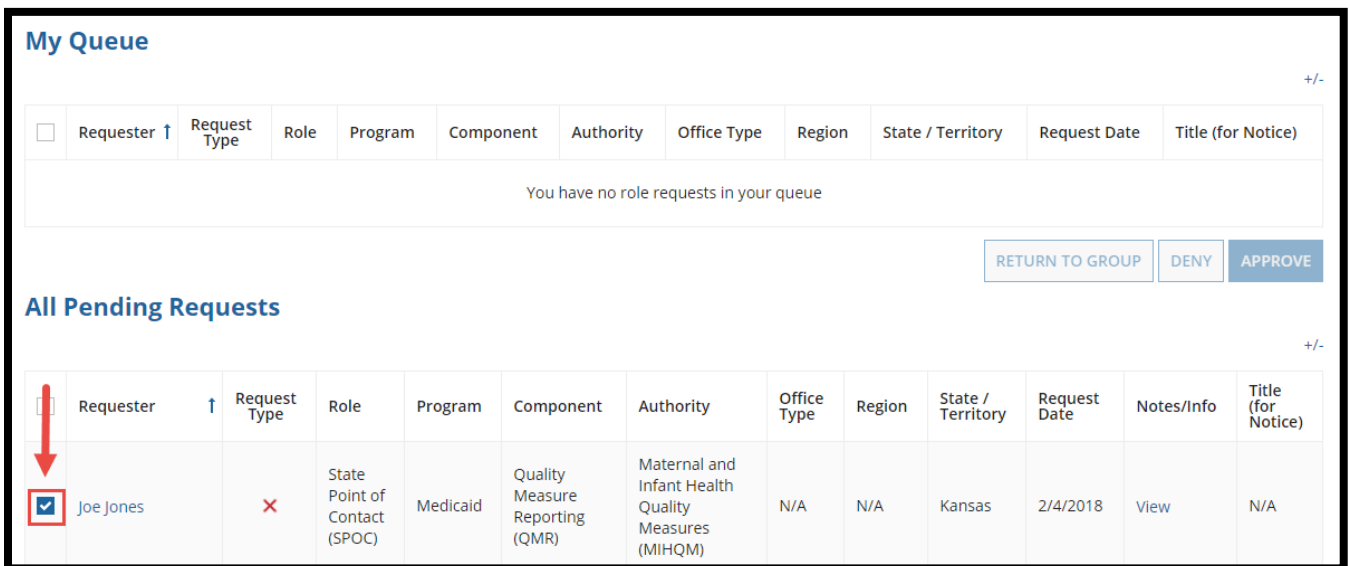 My Queue
+/-
Requester ↑ Request Type Role Program Component Authority Office Type Region State / Territory Request Date Title (for Notice)
You have no role requests in your queue
RETURN TO GROUP DENY APPROVE
All Pending Requests
+/-
Requester ↑ Request Type Role Program Component Authority Office Type Region State / Territory Request Date Notes/Info Title (for Notice)
Joe Jones State Point of Contact (SPOC) Medicaid Quality Measure Reporting (QMR) Maternal and Infant Health Quality Measures (MIHQM) N/A N/A Kansas 2/4/2018 View N/A